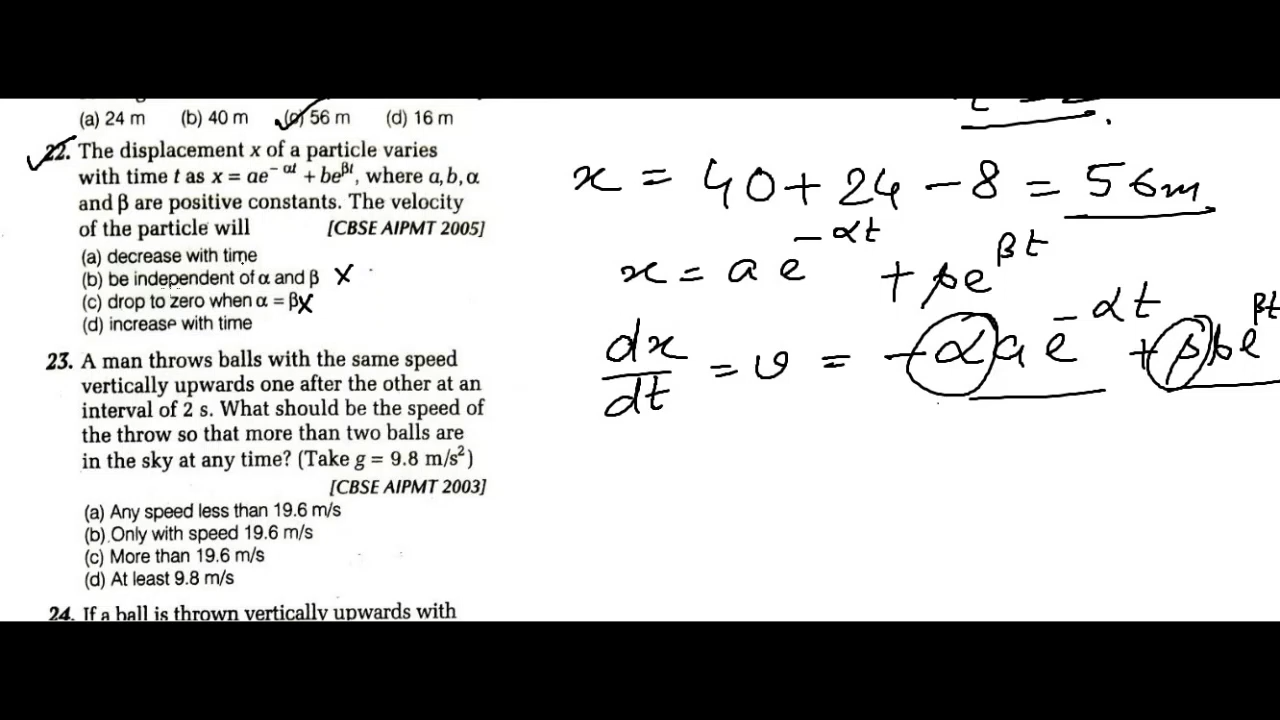 (a) 24 m (b) 40 m (c) 56 m (d) 16 m
22. The displacement x of a particle varies
with time t as x = ae^{-αt} + be^{βt}, where a, b, α
and β are positive constants. The velocity
of the particle will [CBSE AIPMT 2005]
(a) decrease with time
(b) be independent of α and β X
(c) drop to zero when α = β X
(d) increase with time
23. A man throws balls with the same speed
vertically upwards one after the other at an
interval of 2 s. What should be the speed of
the throw so that more than two balls are
in the sky at any time? (Take g = 9.8 m/s²)
[CBSE AIPMT 2003]
(a) Any speed less than 19.6 m/s
(b) Only with speed 19.6 m/s
(c) More than 19.6 m/s
(d) At least 9.8 m/s
24. If a ball is thrown vertically upwards with
x = 40 + 24 - 8 = 56m
x = a e^{-αt} + be^{βt}
dx/dt = v = -αa e^{-αt} + βbe^{βt}